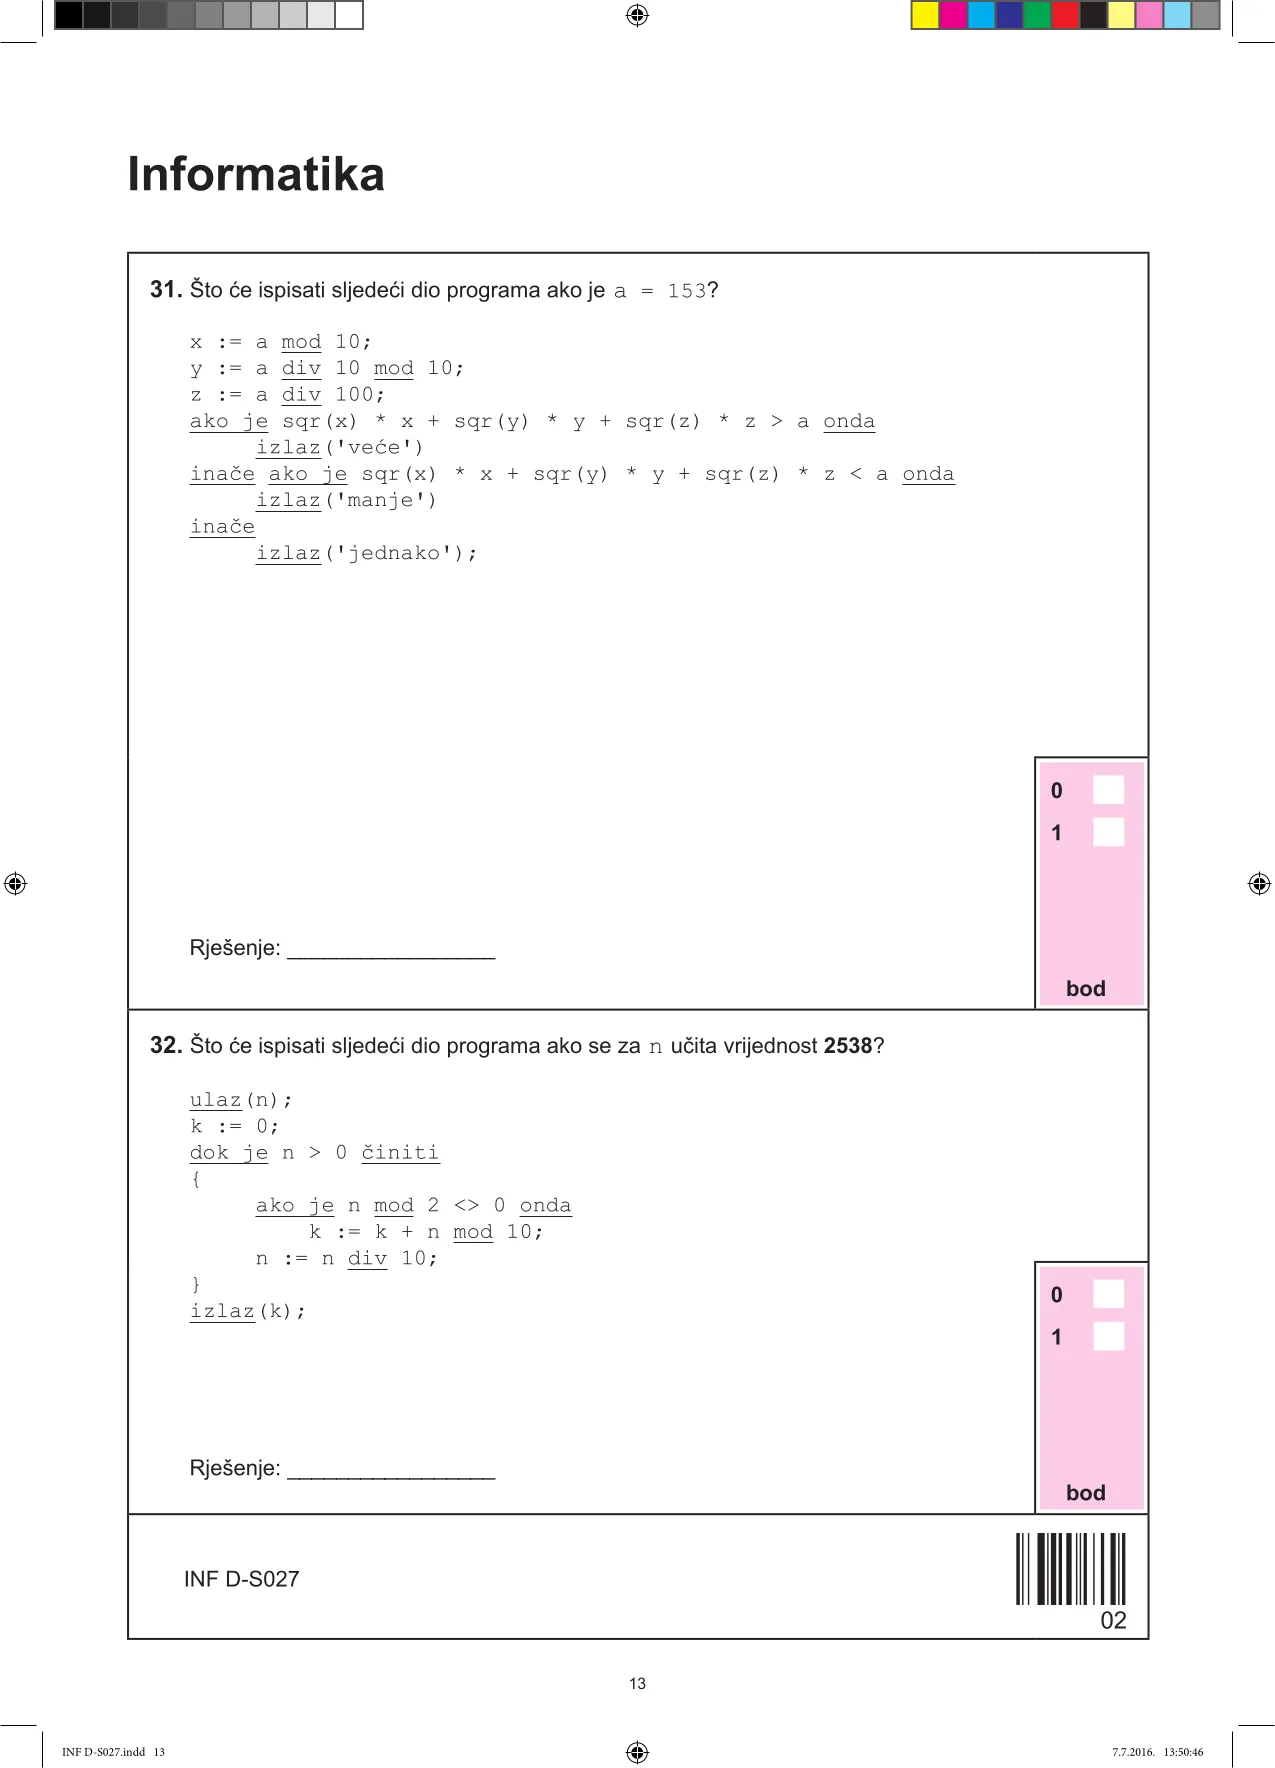 Informatika
31. Što će ispisati sljedeći dio programa ako je a = 153?
x := a mod 10;
y := a div 10 mod 10;
z := a div 100;
ako je sqr(x) * x + sqr(y) * y + sqr(z) * z > a onda
izlaz('veće')
inače ako je sqr(x) * x + sqr(y) * y + sqr(z) * z < a onda
izlaz('manje')
inače
izlaz('jednako');
0
1
Rješenje: _________________
bod
32. Što će ispisati sljedeći dio programa ako se za n učita vrijednost 2538?
ulaz(n);
k := 0;
dok je n > 0 činiti
{
ako je n mod 2 <> 0 onda
k := k + n mod 10;
n := n div 10;
}
izlaz(k);
0
1
Rješenje: _________________
bod
INF D-S027
02
13
INF D-S027.indd 13
7.7.2016. 13:50:46